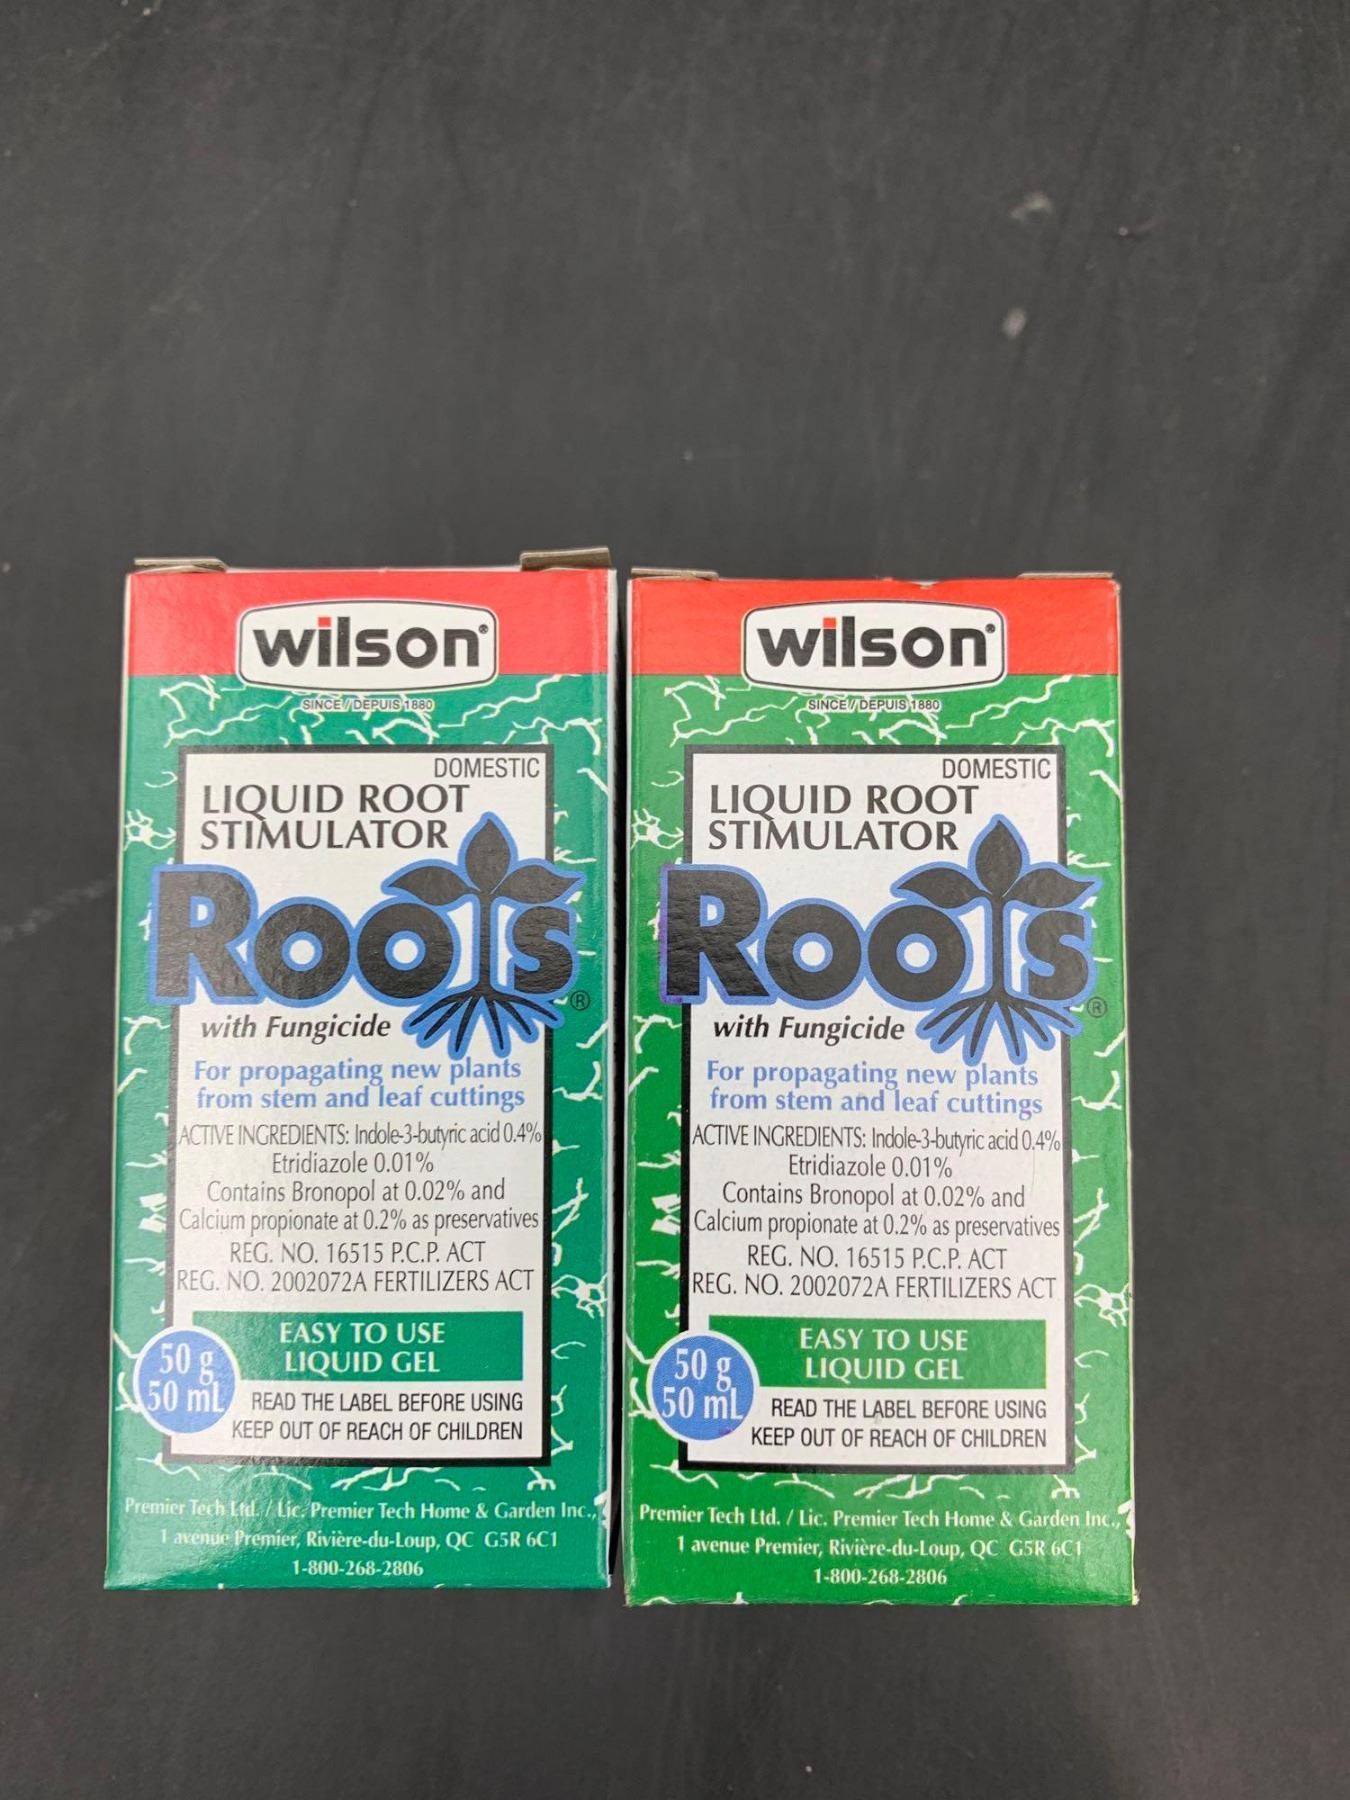 wilson®
SINCE / DEPUIS 1880
DOMESTIC
LIQUID ROOT
STIMULATOR
ROOTS®
with Fungicide
For propagating new plants
from stem and leaf cuttings
ACTIVE INGREDIENTS: Indole-3-butyric acid 0.4%
Etridiazole 0.01%
Contains Bronopol at 0.02% and
Calcium propionate at 0.2% as preservatives
REG. NO. 16515 P.C.P. ACT
REG. NO. 2002072A FERTILIZERS ACT
EASY TO USE
LIQUID GEL
50 g
50 mL
READ THE LABEL BEFORE USING
KEEP OUT OF REACH OF CHILDREN
Premier Tech Ltd. / Lic. Premier Tech Home & Garden Inc.,
1 avenue Premier, Rivière-du-Loup, QC G5R 6C1
1-800-268-2806
wilson®
SINCE / DEPUIS 1880
DOMESTIC
LIQUID ROOT
STIMULATOR
ROOTS®
with Fungicide
For propagating new plants
from stem and leaf cuttings
ACTIVE INGREDIENTS: Indole-3-butyric acid 0.4%
Etridiazole 0.01%
Contains Bronopol at 0.02% and
Calcium propionate at 0.2% as preservatives
REG. NO. 16515 P.C.P. ACT
REG. NO. 2002072A FERTILIZERS ACT
EASY TO USE
LIQUID GEL
50 g
50 mL
READ THE LABEL BEFORE USING
KEEP OUT OF REACH OF CHILDREN
Premier Tech Ltd. / Lic. Premier Tech Home & Garden Inc.,
1 avenue Premier, Rivière-du-Loup, QC G5R 6C1
1-800-268-2806